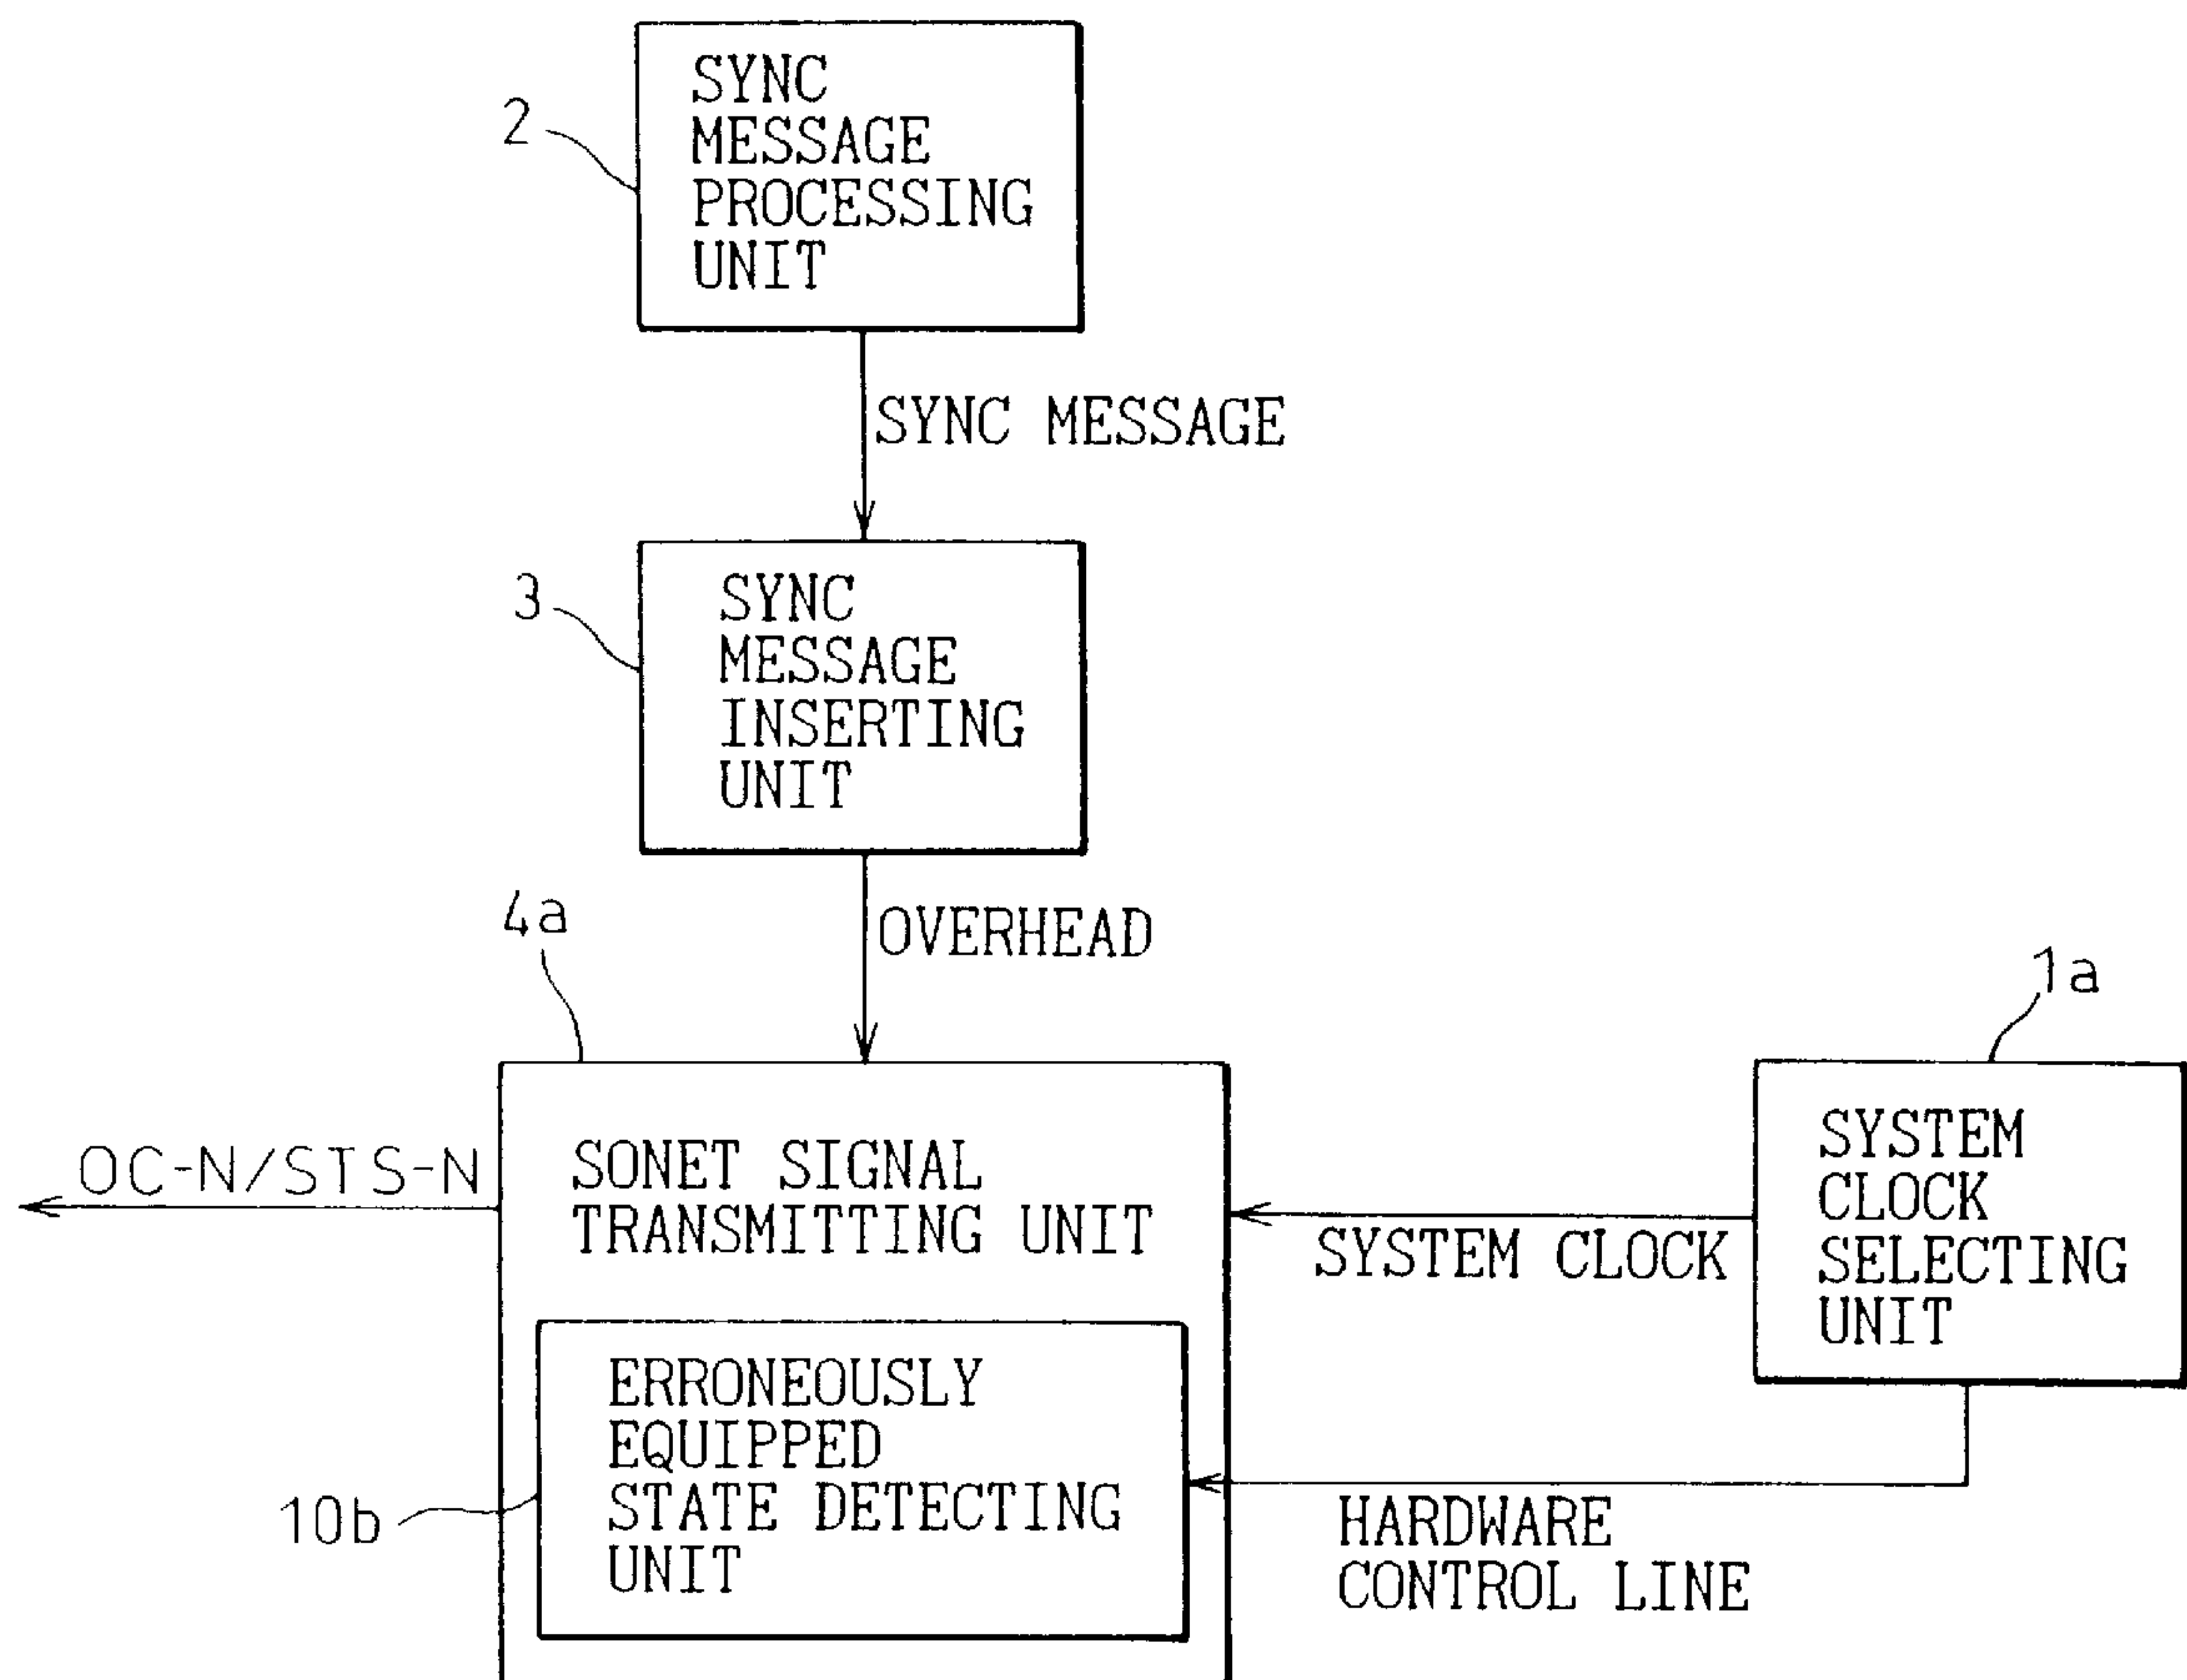 SYNC
MESSAGE
PROCESSING
UNIT
2
SYNC MESSAGE
3
SYNC
MESSAGE
INSERTING
UNIT
4a
OVERHEAD
1a
OC-N/STS-N
SONET SIGNAL
TRANSMITTING UNIT
SYSTEM CLOCK
SYSTEM
CLOCK
SELECTING
UNIT
ERRONEOUSLY
EQUIPPED
STATE DETECTING
UNIT
10b
HARDWARE
CONTROL LINE